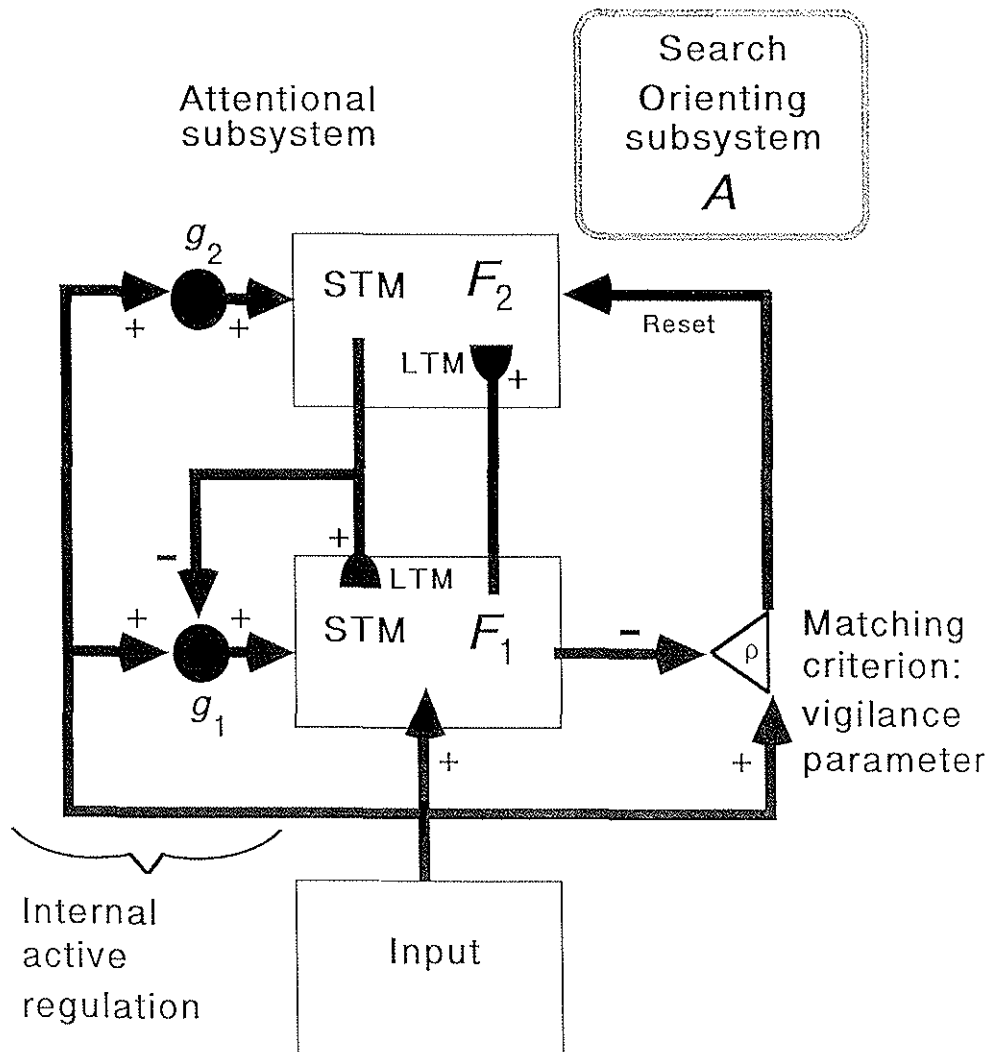 Search
Orienting
subsystem
A
Attentional
subsystem
g2
STM F2
+ +
Reset
LTM +
+
-
LTM
+ +
STM F1
-
ρ
g1
Matching
criterion:
vigilance
parameter
+ +
Internal
active
regulation
Input